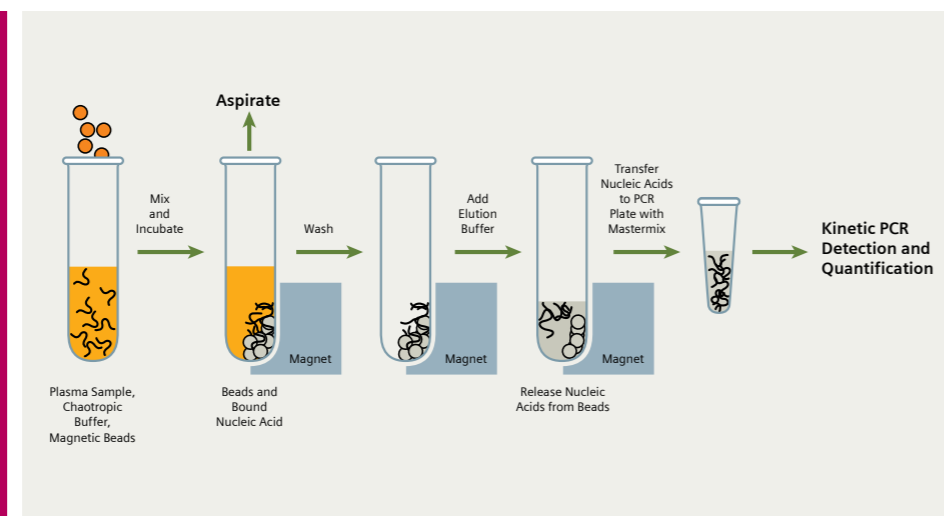 Aspirate
Mix
and
Incubate
Wash
Add
Elution
Buffer
Transfer
Nucleic Acids
to PCR
Plate with
Mastermix
Kinetic PCR
Detection and
Quantification
Magnet
Magnet
Magnet
Plasma Sample,
Chaotropic
Buffer,
Magnetic Beads
Beads and
Bound
Nucleic Acid
Release Nucleic
Acids from Beads